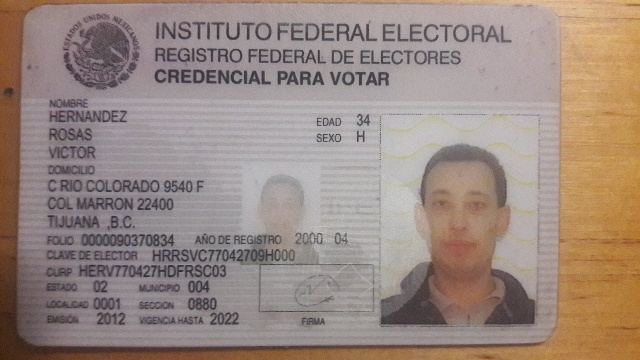 ESTADOS UNIDOS MEXICANOS
INSTITUTO FEDERAL ELECTORAL
REGISTRO FEDERAL DE ELECTORES
CREDENCIAL PARA VOTAR
NOMBRE
HERNANDEZ
ROSAS
VICTOR
EDAD 34
SEXO H
DOMICILIO
C RIO COLORADO 9540 F
COL MARRON 22400
TIJUANA ,B.C.
FOLIO 0000090370834 AÑO DE REGISTRO 2000 04
CLAVE DE ELECTOR HRRSVC77042709H000
CURP HERV770427HDFRSC03
ESTADO 02 MUNICIPIO 004
LOCALIDAD 0001 SECCION 0880
EMISIÓN 2012 VIGENCIA HASTA 2022
FIRMA